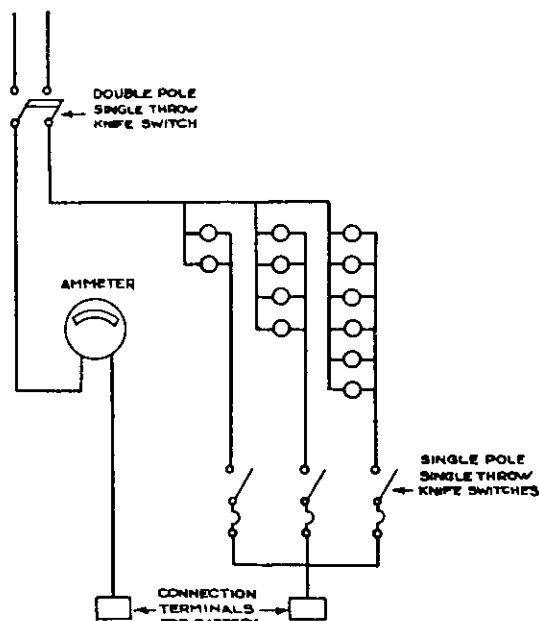 DOUBLE POLE
SINGLE THROW
KNIFE SWITCH
AMMETER
SINGLE POLE
SINGLE THROW
KNIFE SWITCHES
CONNECTION
TERMINALS